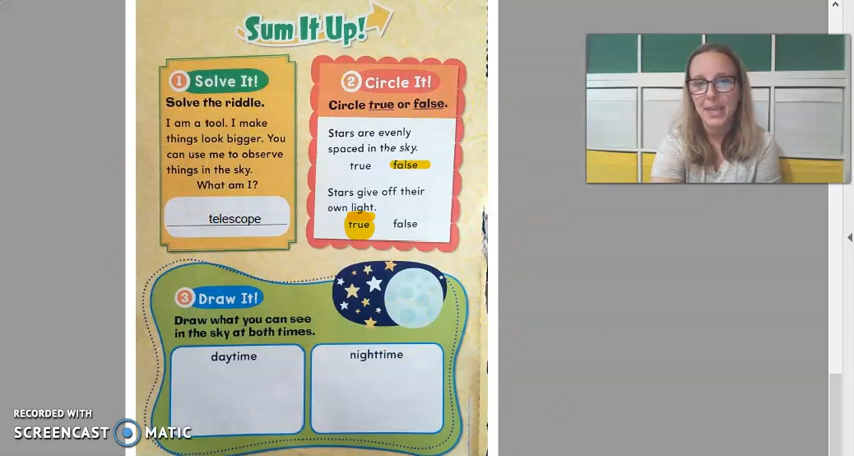 Sum It Up!
1 Solve It!
Solve the riddle.
I am a tool. I make
things look bigger. You
can use me to observe
things in the sky.
What am I?
telescope
2 Circle It!
Circle true or false.
Stars are evenly
spaced in the sky.
true false
Stars give off their
own light.
true false
3 Draw It!
Draw what you can see
in the sky at both times.
daytime
nighttime
RECORDED WITH
SCREENCAST MATIC